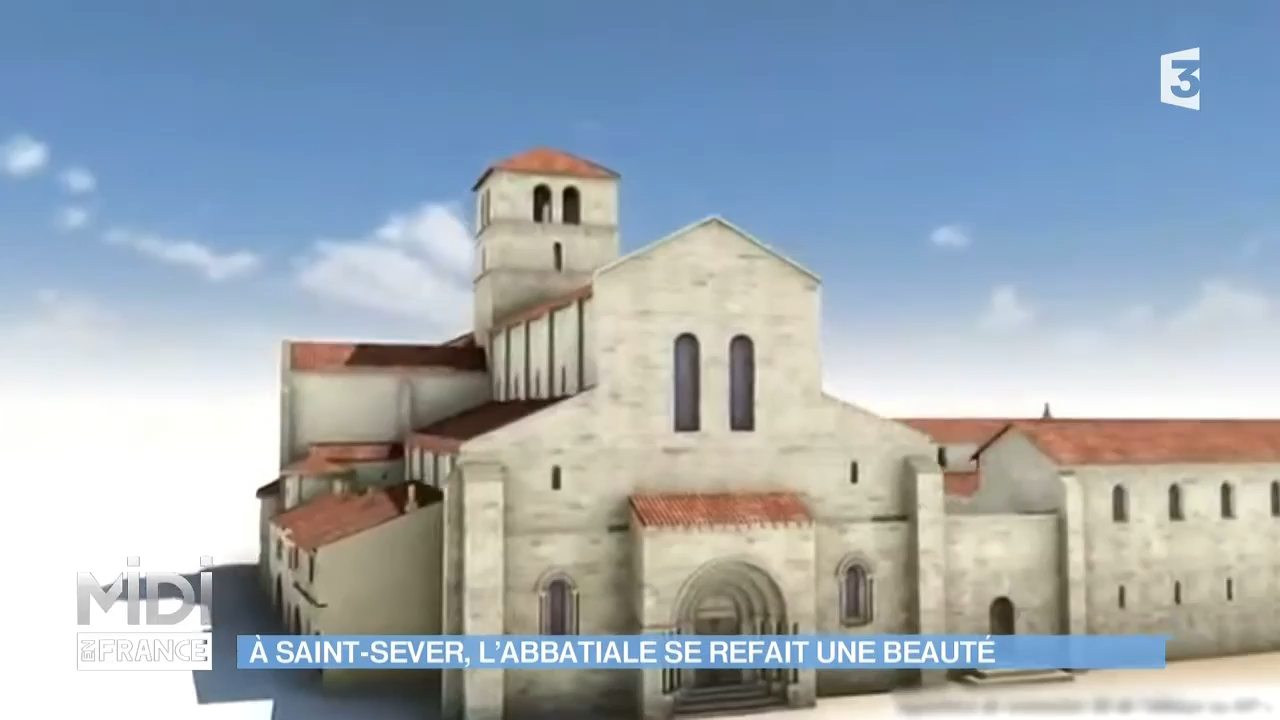 3
MiDi
EN FRANCE
À SAINT-SEVER, L'ABBATIALE SE REFAIT UNE BEAUTÉ